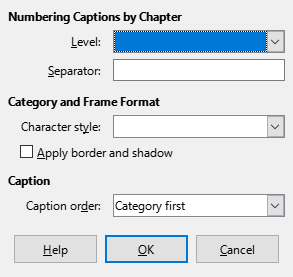 Numbering Captions by Chapter
Level:
Separator:
Category and Frame Format
Character style:
Apply border and shadow
Caption
Caption order: Category first
Help OK Cancel